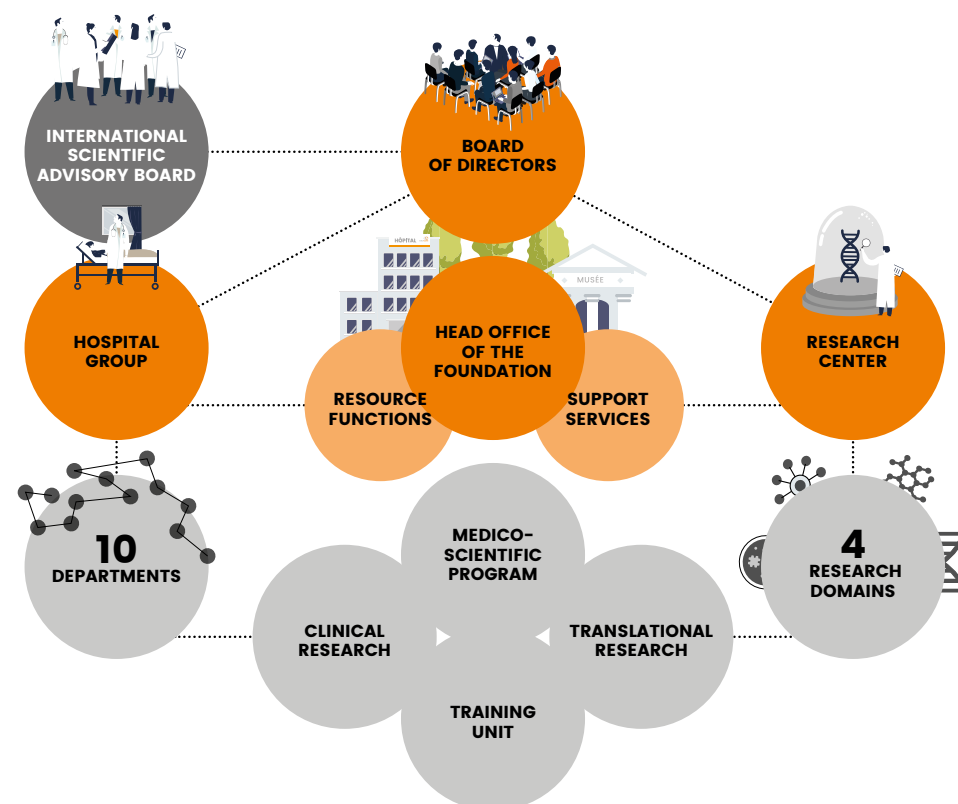 INTERNATIONAL
SCIENTIFIC
ADVISORY BOARD
BOARD
OF DIRECTORS
HÔPITAL
MUSÉE
HOSPITAL
GROUP
HEAD OFFICE
OF THE
FOUNDATION
RESEARCH
CENTER
RESOURCE
FUNCTIONS
SUPPORT
SERVICES
10
DEPARTMENTS
MEDICO-
SCIENTIFIC
PROGRAM
4
RESEARCH
DOMAINS
CLINICAL
RESEARCH
TRANSLATIONAL
RESEARCH
TRAINING
UNIT